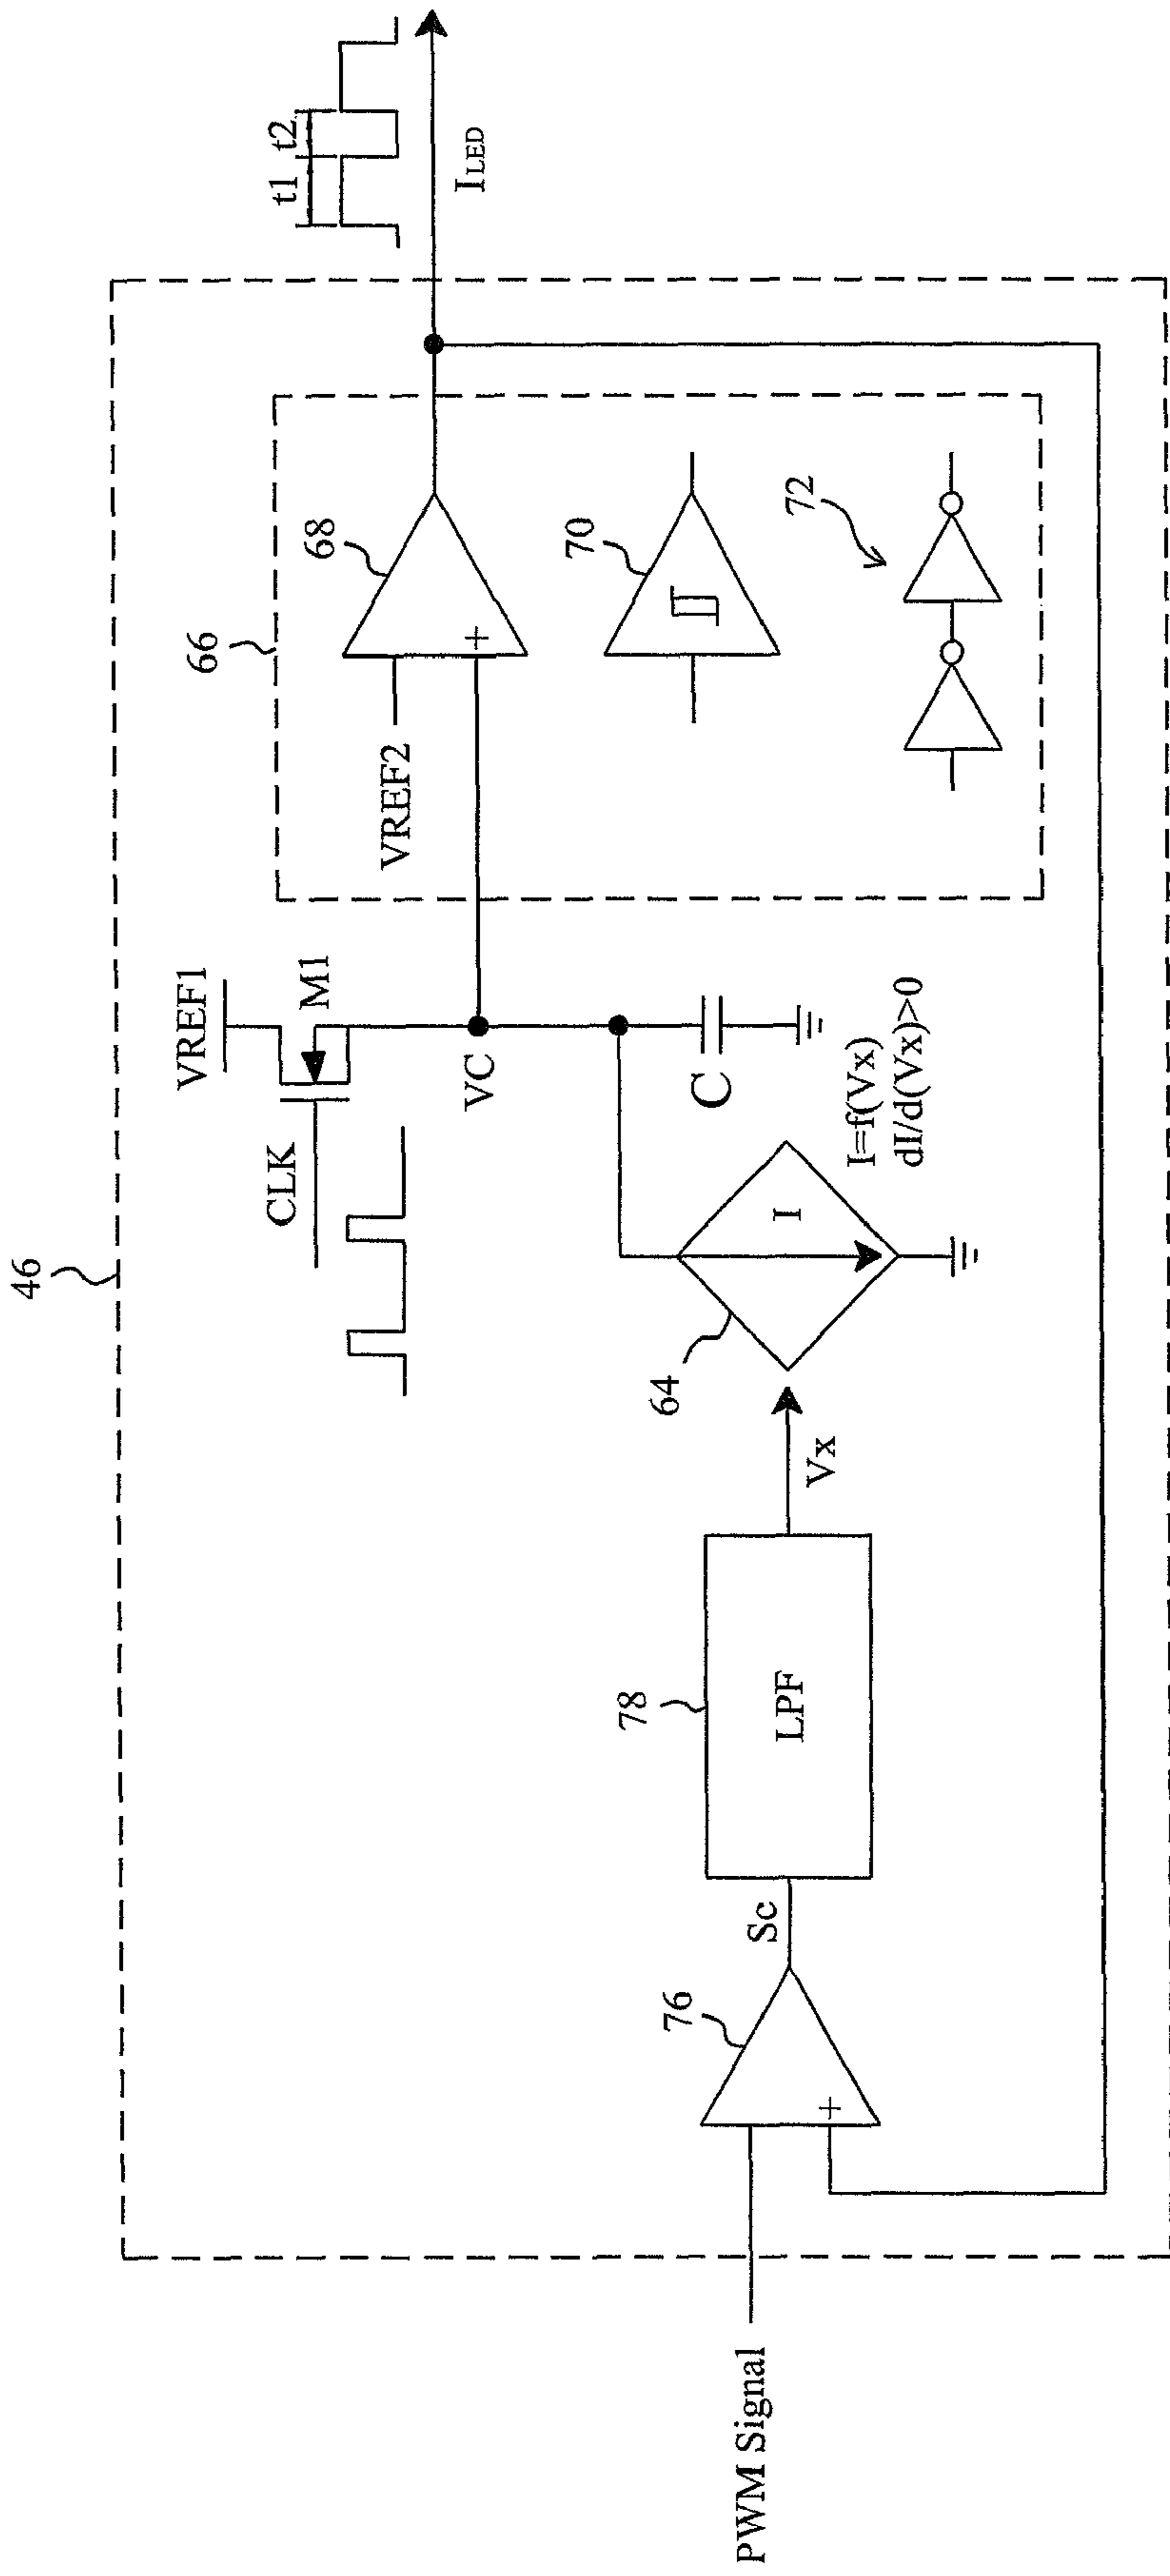 46
VREF1
CLK
M1
VC
C
I
I=f(Vx)
dI/d(Vx)>0
64
Vx
78
LPF
Sc
76
+
PWM Signal
66
VREF2
68
+
70
72
t1
t2
ILED